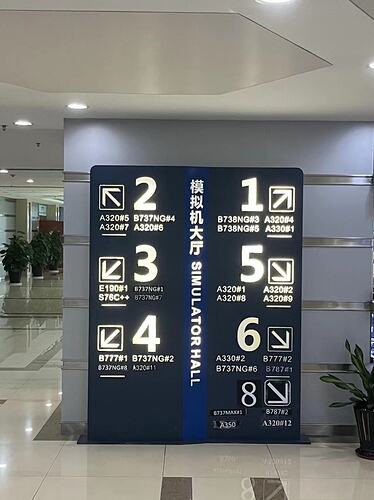 2
A320#5 B737NG#4
A320#7 A320#6
3
E190#1 B737NG#1
S76C++ B737NG#7
4
B777#1 B737NG#2
B737NG#8 A320#11
模拟机大厅 SIMULATOR HALL
1
B738NG#3 A320#4
B738NG#5 A330#1
5
A320#1 A320#2
A320#8 A320#9
6
A330#2 B777#2
B737NG#6 B787#1
8
B737MAX#1 B787#2
A350 A320#12